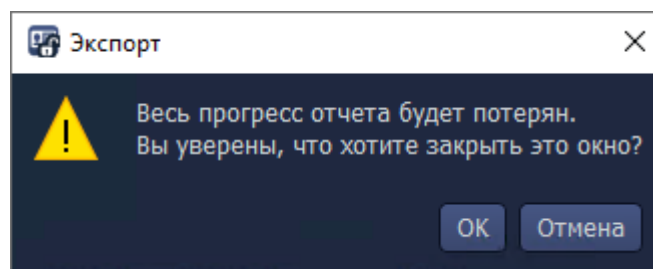 Экспорт
Весь прогресс отчета будет потерян.
Вы уверены, что хотите закрыть это окно?
OK Отмена